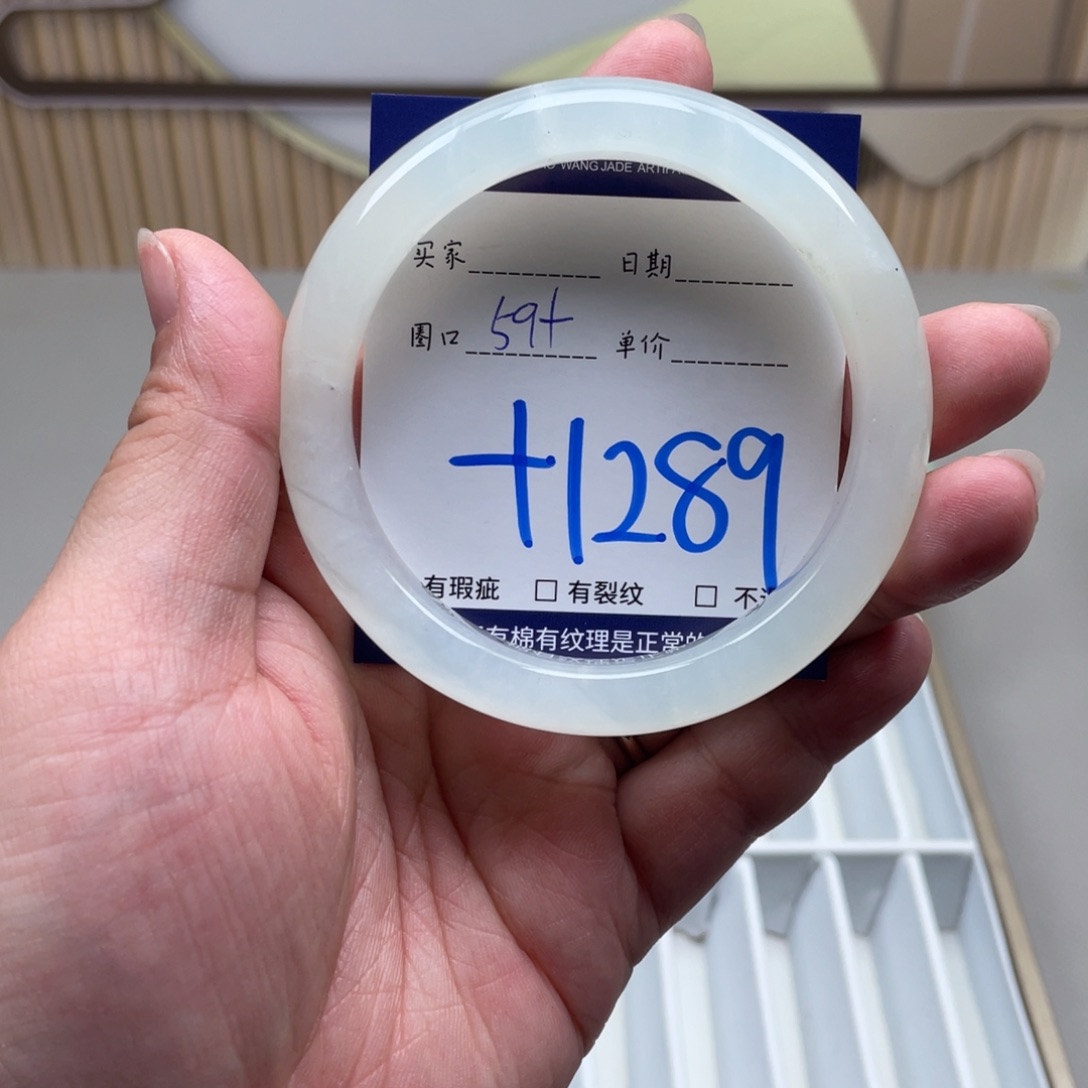 WANG JADE
买家__________ 日期_________
圈口 59+ 单价_________
+1289
有瑕疵 □ 有裂纹 □ 不
有棉有纹理是正常的